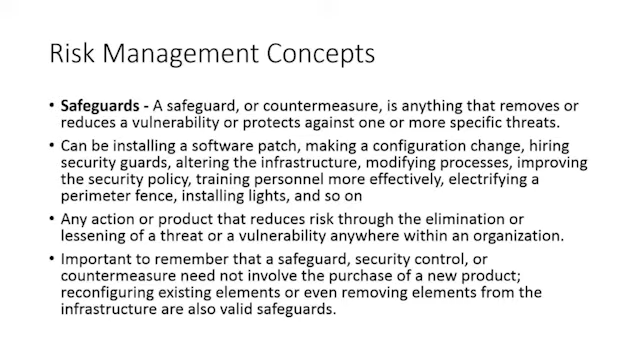 Risk Management Concepts
• Safeguards - A safeguard, or countermeasure, is anything that removes or
reduces a vulnerability or protects against one or more specific threats.
• Can be installing a software patch, making a configuration change, hiring
security guards, altering the infrastructure, modifying processes, improving
the security policy, training personnel more effectively, electrifying a
perimeter fence, installing lights, and so on
• Any action or product that reduces risk through the elimination or
lessening of a threat or a vulnerability anywhere within an organization.
• Important to remember that a safeguard, security control, or
countermeasure need not involve the purchase of a new product;
reconfiguring existing elements or even removing elements from the
infrastructure are also valid safeguards.